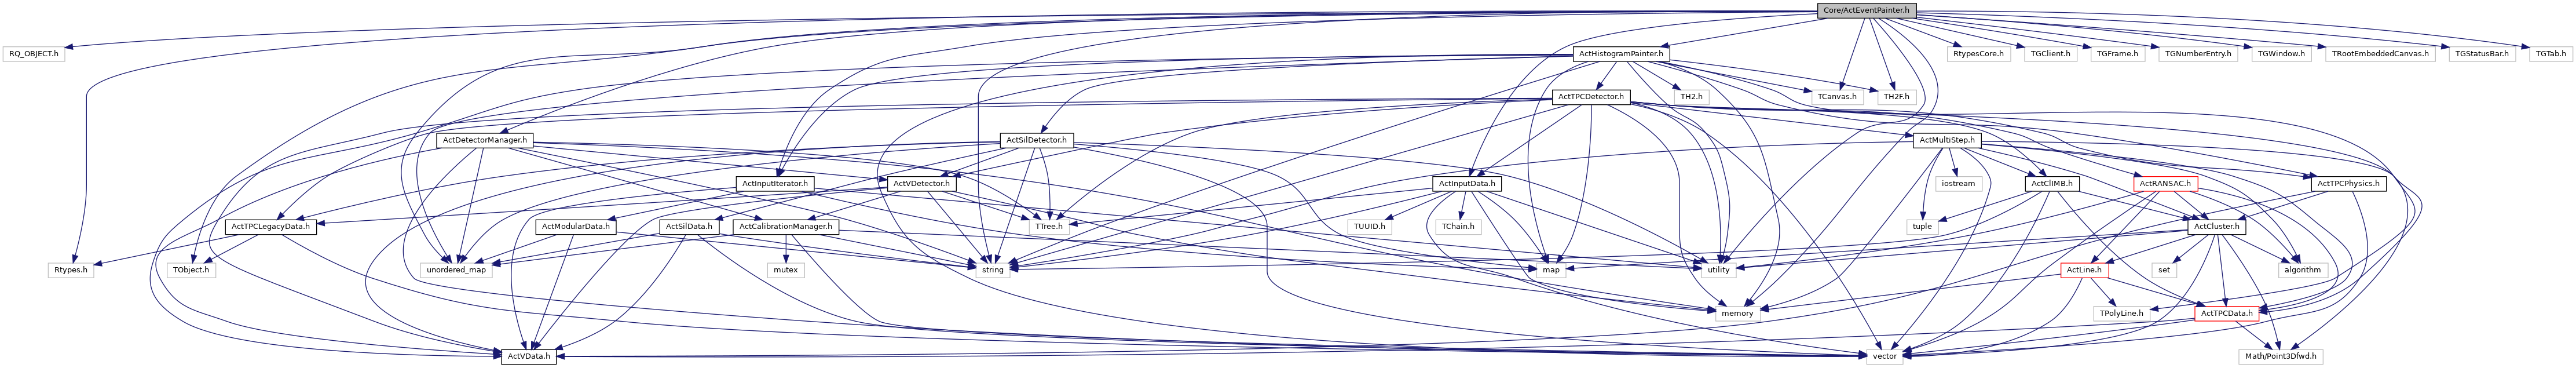 Core/ActEventPainter.h
RQ_OBJECT.h
ActHistogramPainter.h
RtypesCore.h
TGClient.h
TGFrame.h
TGNumberEntry.h
TGWindow.h
TRootEmbeddedCanvas.h
TGStatusBar.h
TGTab.h
ActTPCDetector.h
TH2.h
TCanvas.h
TH2F.h
ActDetectorManager.h
ActSilDetector.h
ActMultiStep.h
ActInputIterator.h
ActVDetector.h
ActInputData.h
iostream
ActClIMB.h
ActRANSAC.h
ActTPCPhysics.h
ActTPCLegacyData.h
ActModularData.h
ActSilData.h
ActCalibrationManager.h
TTree.h
TUUID.h
TChain.h
tuple
ActCluster.h
Rtypes.h
TObject.h
unordered_map
mutex
string
map
utility
ActLine.h
set
algorithm
memory
TPolyLine.h
ActTPCData.h
ActVData.h
vector
Math/Point3Dfwd.h